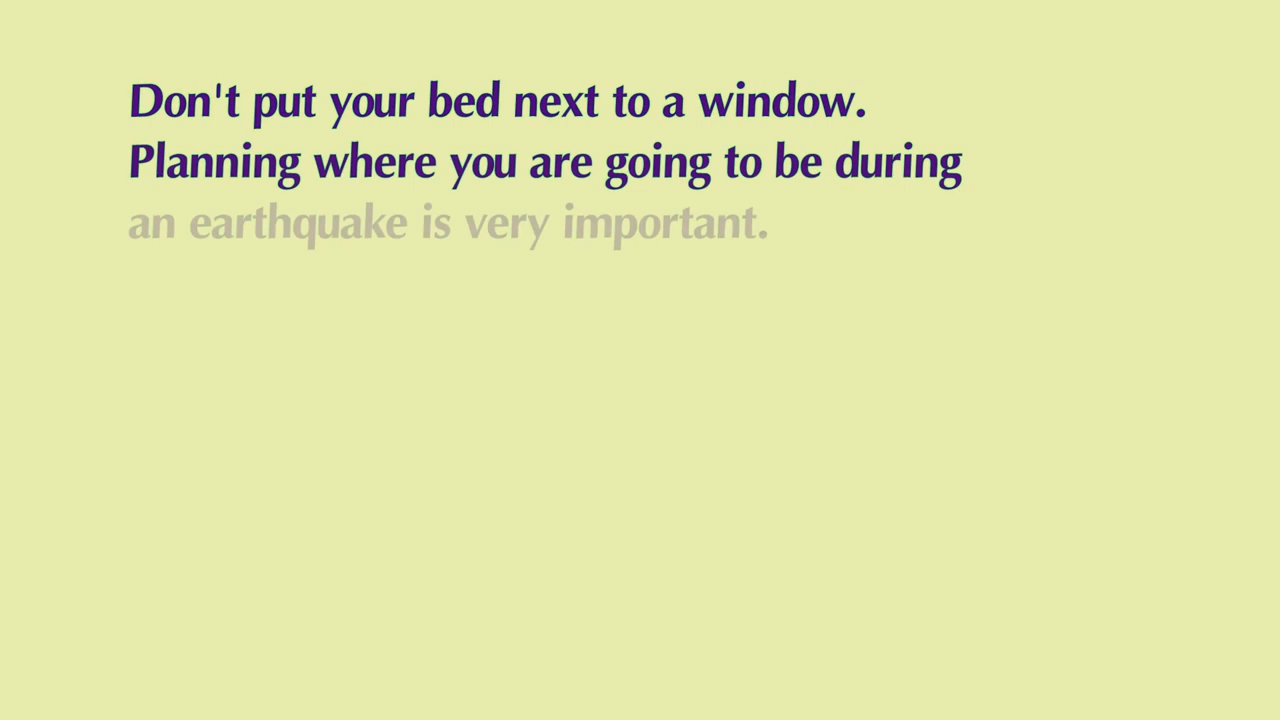 Don't put your bed next to a window.
Planning where you are going to be during
an earthquake is very important.